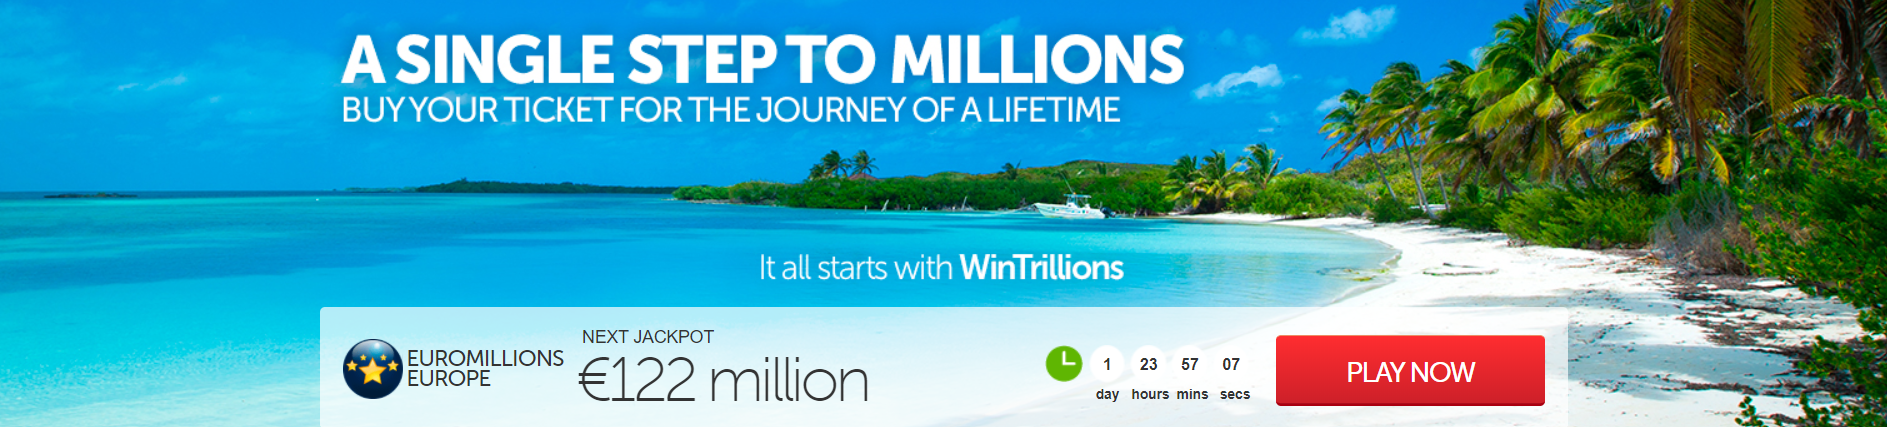 A SINGLE STEP TO MILLIONS
BUY YOUR TICKET FOR THE JOURNEY OF A LIFETIME
It all starts with WinTrillions
EUROMILLIONS
EUROPE
NEXT JACKPOT
€122 million
1 23 57 07
day hours mins secs
PLAY NOW